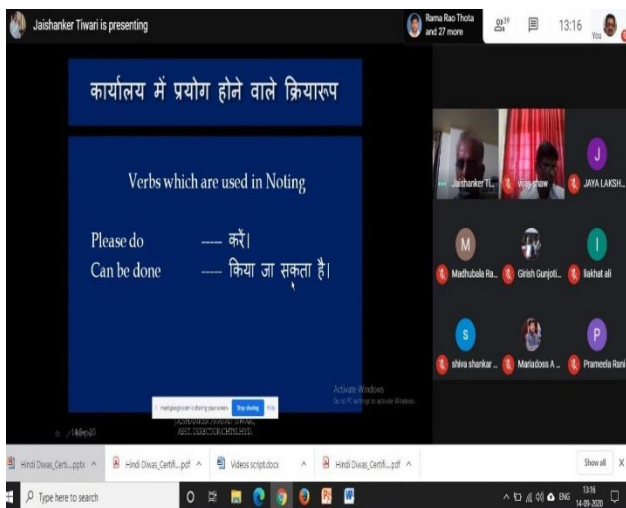 Jaishanker Tiwari is presenting
Rama Rao Thota
and 27 more
39
13:16
You
कार्यालय में प्रयोग होने वाले क्रियारूप
Verbs which are used in Noting
Please do ----- करें।
Can be done ----- किया जा सकता है।
Jaishanker Ti...
vijay shaw
J
JAYA LAKSH...
M
Madhubala Ra...
Girish Gunjoti...
l
liakhat ali
s
shiva shankar ...
Mariadoss A ...
P
Prameela Rani
Activate Windows
Go to PC settings to activate Windows.
meet.google.com is sharing your screen.
Stop sharing
Hide
ASST. DIRECTOR,
Hindi Diwas_Certi....pptx
Hindi Diwas_Certifi....pdf
Videos script.docx
Hindi Diwas_Certifi....pdf
Show all
Type here to search
ENG
13:16
14-09-2020